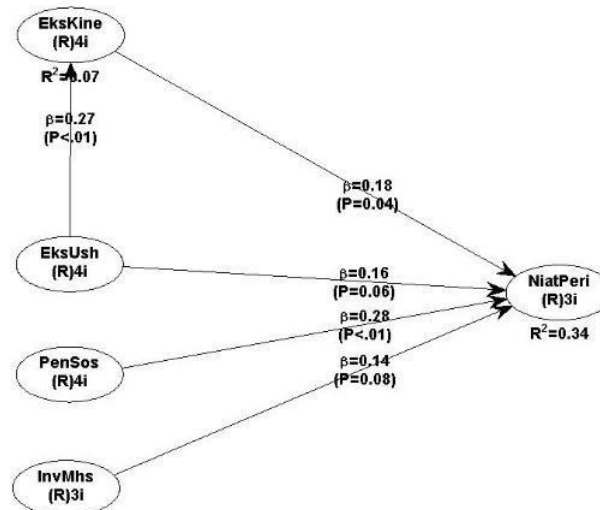 EksKine
(R)4i
R²=0.07
β=0.27
(P<.01)
β=0.18
(P=0.04)
EksUsh
(R)4i
β=0.16
(P=0.06)
NiatPeri
(R)3i
R²=0.34
β=0.28
(P<.01)
PenSos
(R)4i
β=0.14
(P=0.08)
InvMhs
(R)3i